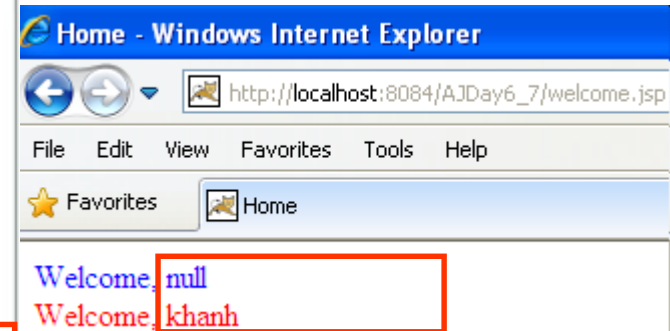 Home - Windows Internet Explorer
http://localhost:8084/AJDay6_7/welcome.jsp
File Edit View Favorites Tools Help
Favorites Home
Welcome, null
Welcome, khanh